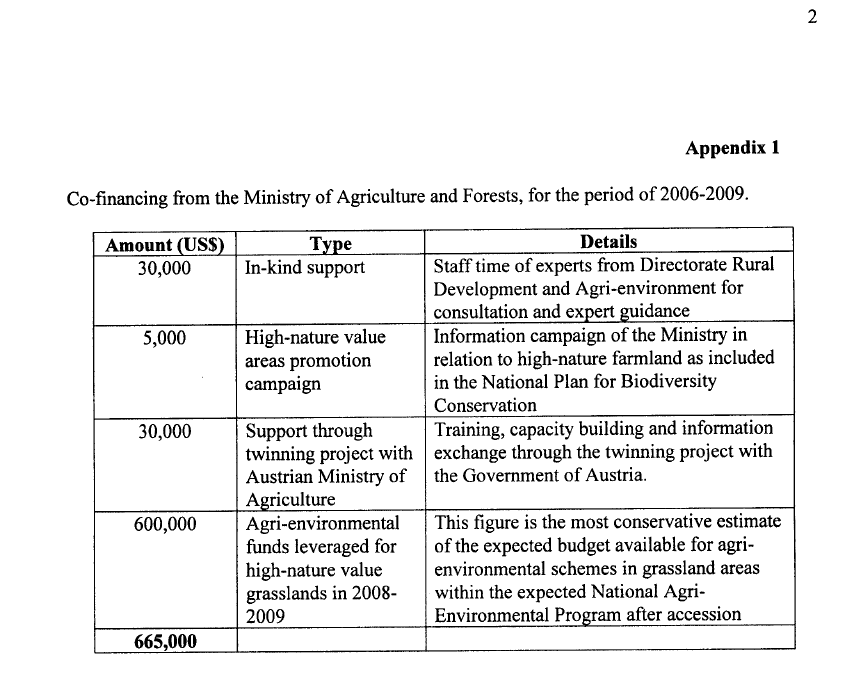 2
Appendix 1
Co-financing from the Ministry of Agriculture and Forests, for the period of 2006-2009.
Amount (US$) Type Details
30,000 In-kind support Staff time of experts from Directorate Rural
Development and Agri-environment for
consultation and expert guidance
5,000 High-nature value Information campaign of the Ministry in
areas promotion relation to high-nature farmland as included
campaign in the National Plan for Biodiversity
Conservation
30,000 Support through Training, capacity building and information
twinning project with exchange through the twinning project with
Austrian Ministry of the Government of Austria.
Agriculture
600,000 Agri-environmental This figure is the most conservative estimate
funds leveraged for of the expected budget available for agri-
high-nature value environmental schemes in grassland areas
grasslands in 2008- within the expected National Agri-
2009 Environmental Program after accession
665,000